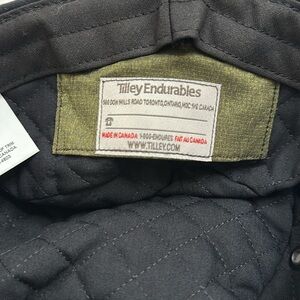 Tilley Endurables
900 DON MILLS ROAD TORONTO, ONTARIO, M3C 1V6 CANADA
MADE IN CANADA 1-800-ENDURES FAIT AU CANADA
WWW.TILLEY.COM